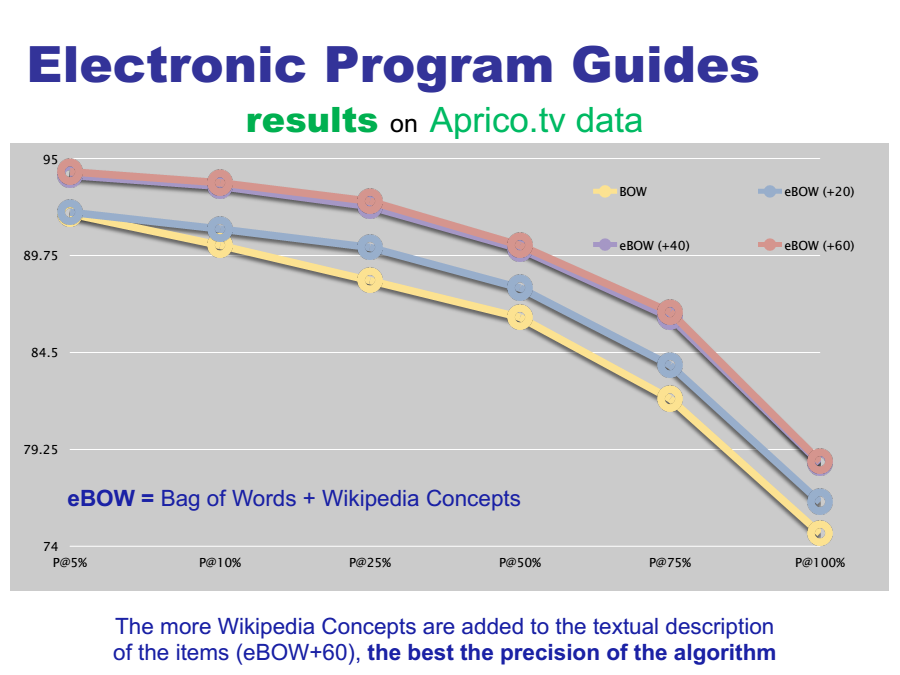 Electronic Program Guides
results on Aprico.tv data
95
BOW
eBOW (+20)
eBOW (+40)
eBOW (+60)
89.75
84.5
79.25
eBOW = Bag of Words + Wikipedia Concepts
74
P@5%
P@10%
P@25%
P@50%
P@75%
P@100%
The more Wikipedia Concepts are added to the textual description
of the items (eBOW+60), the best the precision of the algorithm